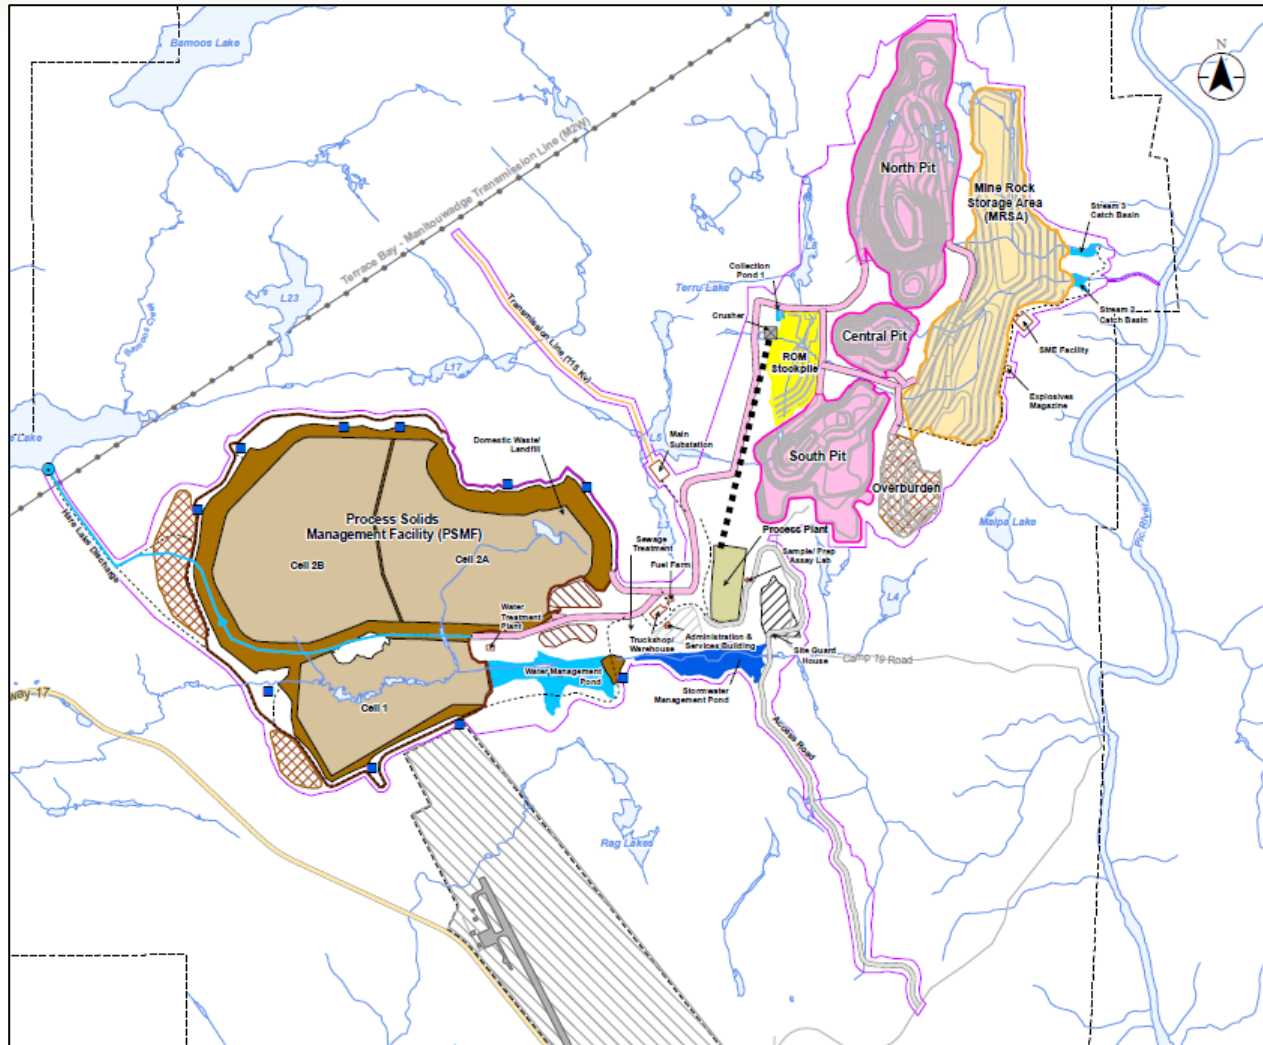 Bamoos Lake
N
Terrace Bay - Manitouwadge Transmission Line (M2W)
North Pit
Mine Rock
Storage Area
(MRSA)
Stream 3
Catch Basin
L8
Collection
Pond 1
Terru Lake
L23
Transmission Line (115 Kv)
Crusher
Stream 2
Catch Basin
Bamoos Creek
Central Pit
SME Facility
ROM
Stockpile
L17
Explosives
Magazine
Lake
Domestic Waste/
Landfill
L5
Main
Substation
South Pit
Overburden
Process Solids
Management Facility (PSMF)
Hare Lake Discharge
L3
Process Plant
Malpa Lake
Pic River
Sewage
Treatment
Cell 2B
Cell 2A
Fuel Farm
Sample/ Prep
Assay Lab
L4
Water
Treatment
Plant
Truckshop/
Warehouse
Administration &
Services Building
Site Guard
House
Camp 19 Road
Water Management
Pond
Stormwater
Management Pond
way-17
Cell 1
Access Road
Rag Lakes